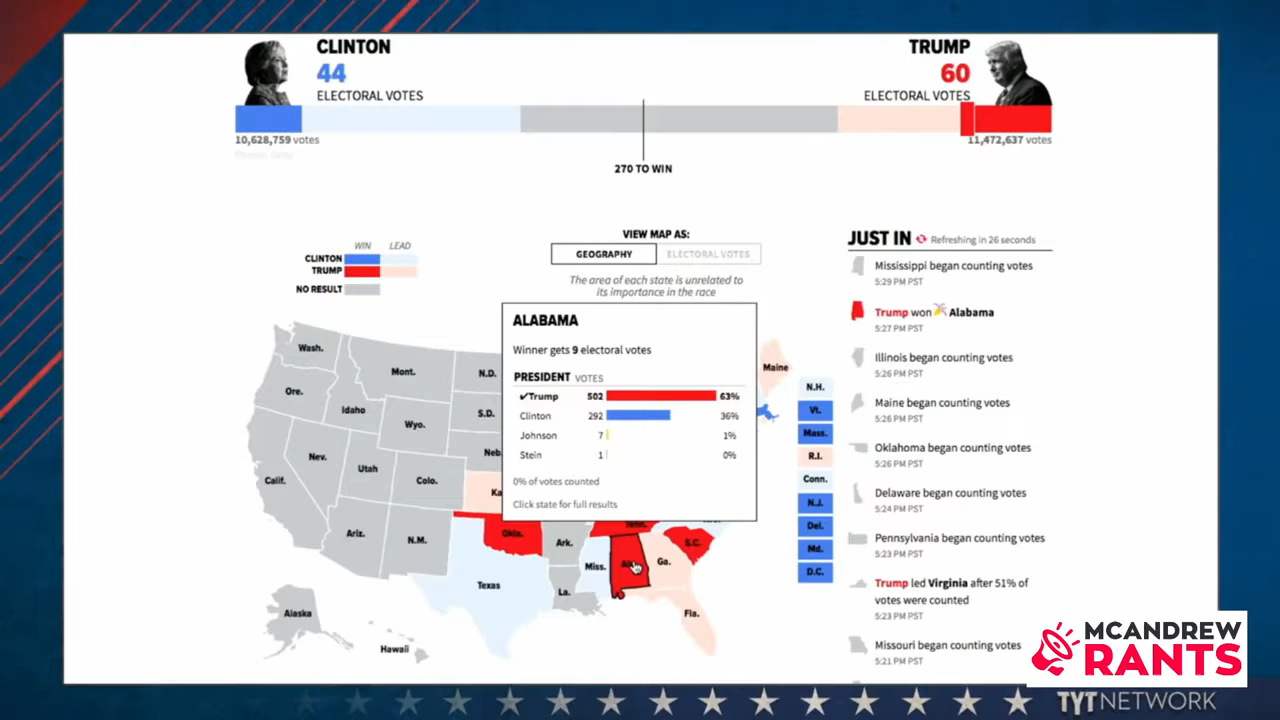 CLINTON
44
ELECTORAL VOTES
10,628,759 votes
TRUMP
60
ELECTORAL VOTES
11,472,637 votes
270 TO WIN
WIN LEAD
CLINTON
TRUMP
NO RESULT
VIEW MAP AS:
GEOGRAPHY ELECTORAL VOTES
The area of each state is unrelated to
its importance in the race
ALABAMA
Winner gets 9 electoral votes
PRESIDENT VOTES
✔Trump 502 63%
Clinton 292 36%
Johnson 7 1%
Stein 1 0%
0% of votes counted
Click state for full results
Wash.
Mont.
N.D.
Ore.
Idaho
S.D.
Wyo.
Neb.
Nev.
Utah
Colo.
Calif.
Ka
Ariz.
N.M.
Okla.
Ark.
Tenn.
S.C.
Miss.
Ga.
Texas
La.
Fla.
Alaska
Hawaii
Maine
N.H.
Vt.
Mass.
R.I.
Conn.
N.J.
Del.
Md.
D.C.
JUST IN Refreshing in 26 seconds
Mississippi began counting votes
5:29 PM PST
Trump won Alabama
5:27 PM PST
Illinois began counting votes
5:26 PM PST
Maine began counting votes
5:26 PM PST
Oklahoma began counting votes
5:26 PM PST
Delaware began counting votes
5:24 PM PST
Pennsylvania began counting votes
5:23 PM PST
Trump led Virginia after 51% of
votes were counted
5:23 PM PST
Missouri began counting votes
5:21 PM PST
MCANDREW
RANTS
TYT NETWORK